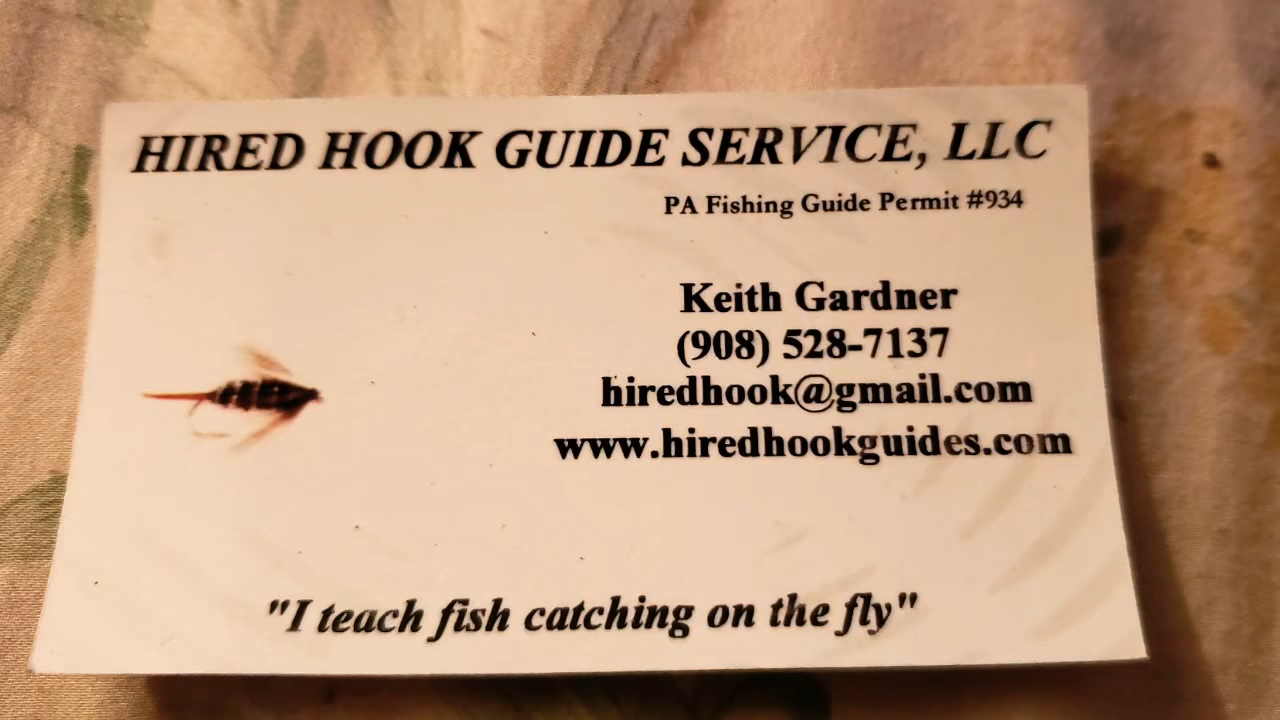 HIRED HOOK GUIDE SERVICE, LLC
PA Fishing Guide Permit #934
Keith Gardner
(908) 528-7137
hiredhook@gmail.com
www.hiredhookguides.com
"I teach fish catching on the fly"